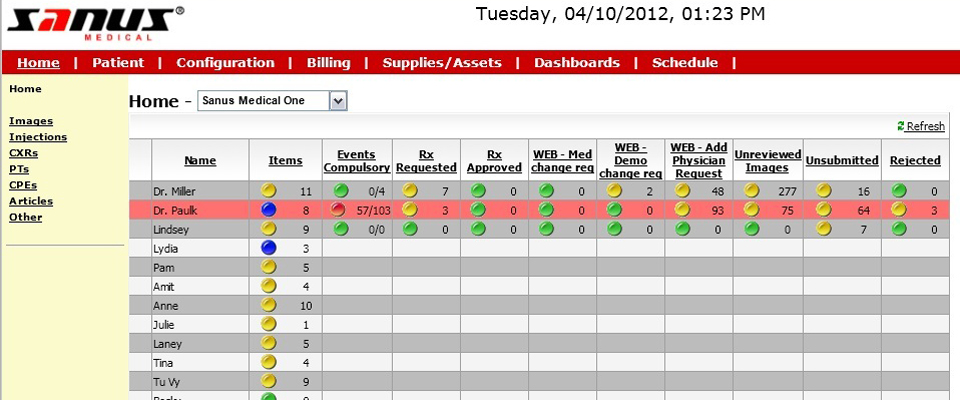 SANUS®
MEDICAL
Tuesday, 04/10/2012, 01:23 PM
Home | Patient | Configuration | Billing | Supplies/Assets | Dashboards | Schedule |
Home
Images
Injections
CXRs
PTs
CPEs
Articles
Other
Home - Sanus Medical One
Refresh
Name Items Events Compulsory Rx Requested Rx Approved WEB - Med change req WEB - Demo change req WEB - Add Physician Request Unreviewed Images Unsubmitted Rejected
Dr. Miller 11 0/4 7 0 0 2 48 277 16 0
Dr. Paulk 8 57/103 3 0 0 0 93 75 64 3
Lindsey 9 0/0 0 0 0 0 0 0 7 0
Lydia 3
Pam 5
Amit 4
Anne 10
Julie 1
Laney 5
Tina 4
Tu Vy 9